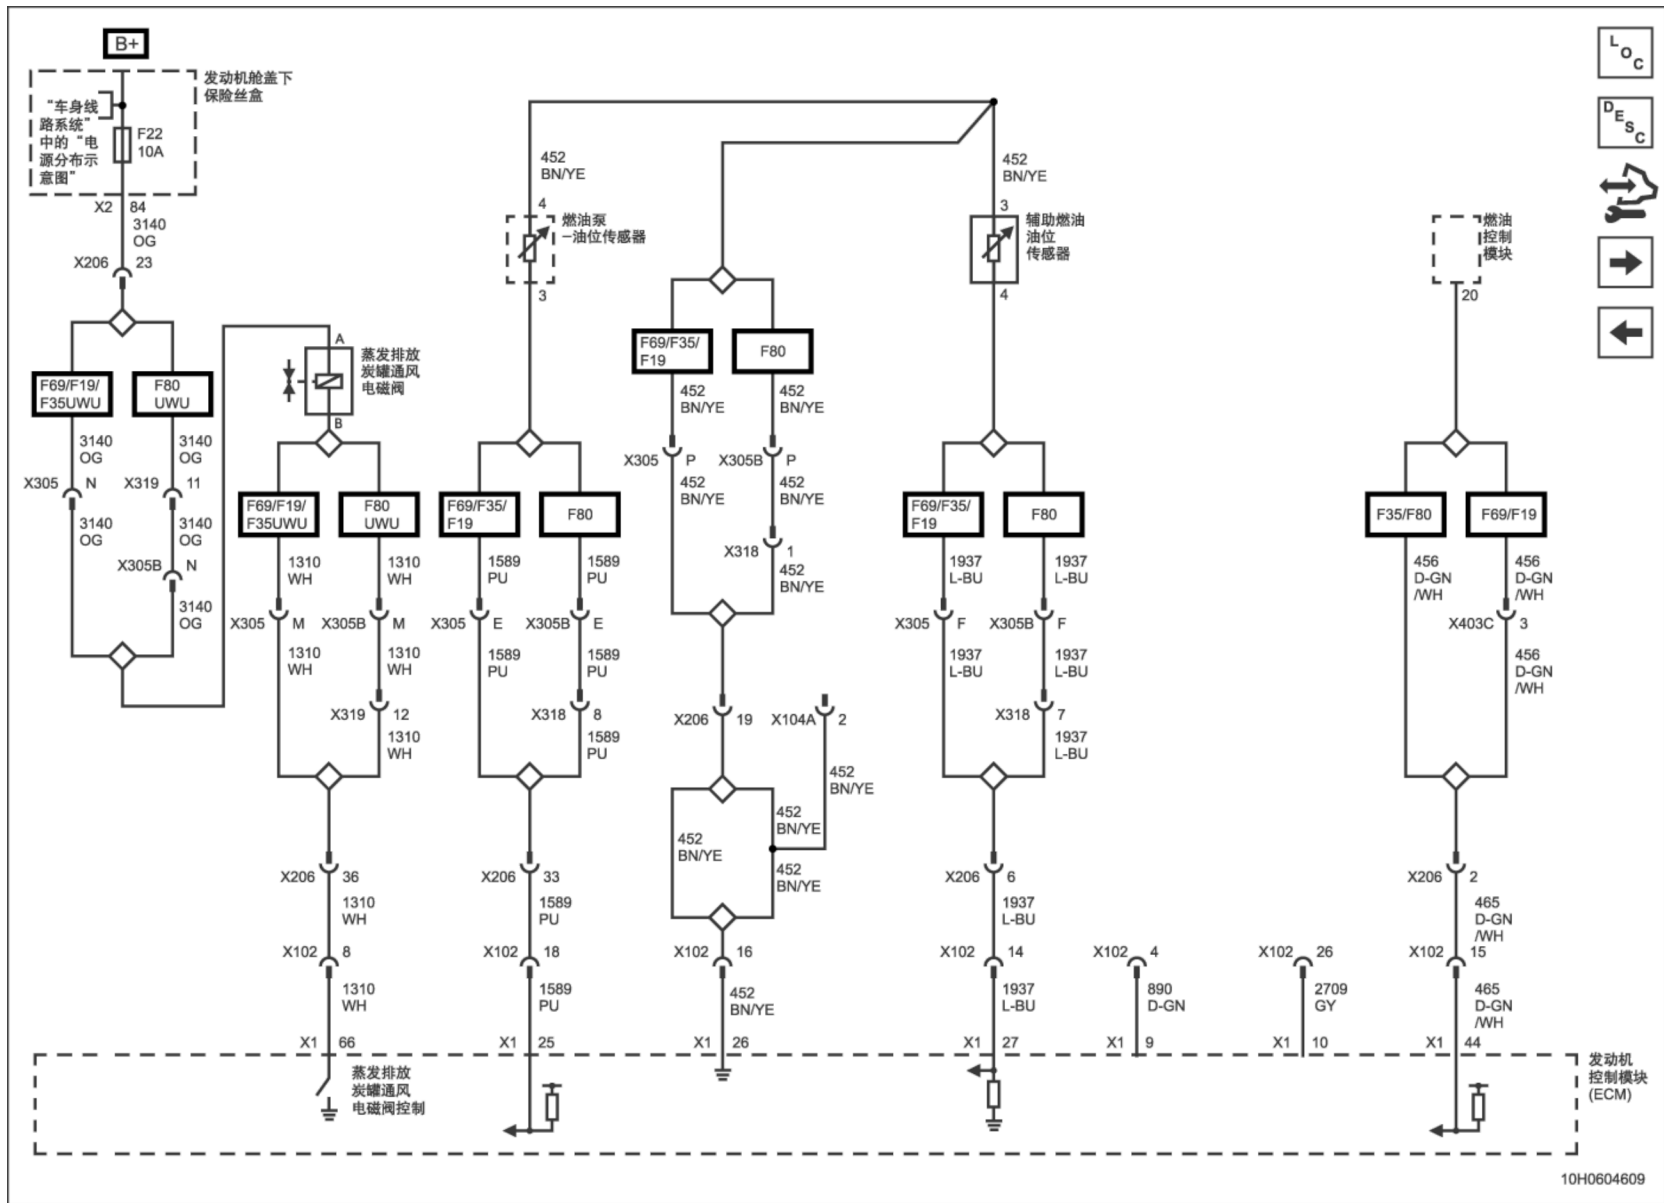 B+
发动机舱盖下
保险丝盒
“车身线
路系统”
中的“电
源分布示
意图”
F22
10A
X2 84
3140
OG
X206 23
F69/F19/
F35UWU
F80
UWU
3140
OG
3140
OG
X305 N
X319 11
3140
OG
3140
OG
X305B N
3140
OG
A
蒸发排放
炭罐通风
电磁阀
B
F69/F19/
F35UWU
F80
UWU
1310
WH
1310
WH
X305 M
X305B M
1310
WH
1310
WH
X319 12
1310
WH
X206 36
1310
WH
X102 8
1310
WH
X1 66
蒸发排放
炭罐通风
电磁阀控制
452
BN/YE
4
燃油泵
–油位传感器
3
F69/F35/
F19
F80
1589
PU
1589
PU
X305 E
X305B E
1589
PU
1589
PU
X318 8
1589
PU
X206 33
1589
PU
X102 18
1589
PU
X1 25
F69/F35/
F19
F80
452
BN/YE
452
BN/YE
X305 P
X305B P
452
BN/YE
452
BN/YE
X318 1
452
BN/YE
X206 19
X104A 2
452
BN/YE
452
BN/YE
452
BN/YE
452
BN/YE
X102 16
452
BN/YE
X1 26
452
BN/YE
3
辅助燃油
油位
传感器
4
F69/F35/
F19
F80
1937
L-BU
1937
L-BU
X305 F
X305B F
1937
L-BU
1937
L-BU
X318 7
1937
L-BU
X206 6
1937
L-BU
X102 14
1937
L-BU
X1 27
X102 4
890
D-GN
X1 9
X102 26
2709
GY
X1 10
燃油
控制
模块
20
F35/F80
F69/F19
456
D-GN
/WH
456
D-GN
/WH
X403C 3
456
D-GN
/WH
X206 2
465
D-GN
/WH
X102 15
465
D-GN
/WH
X1 44
发动机
控制模块
(ECM)
LOC
DESC
10H0604609